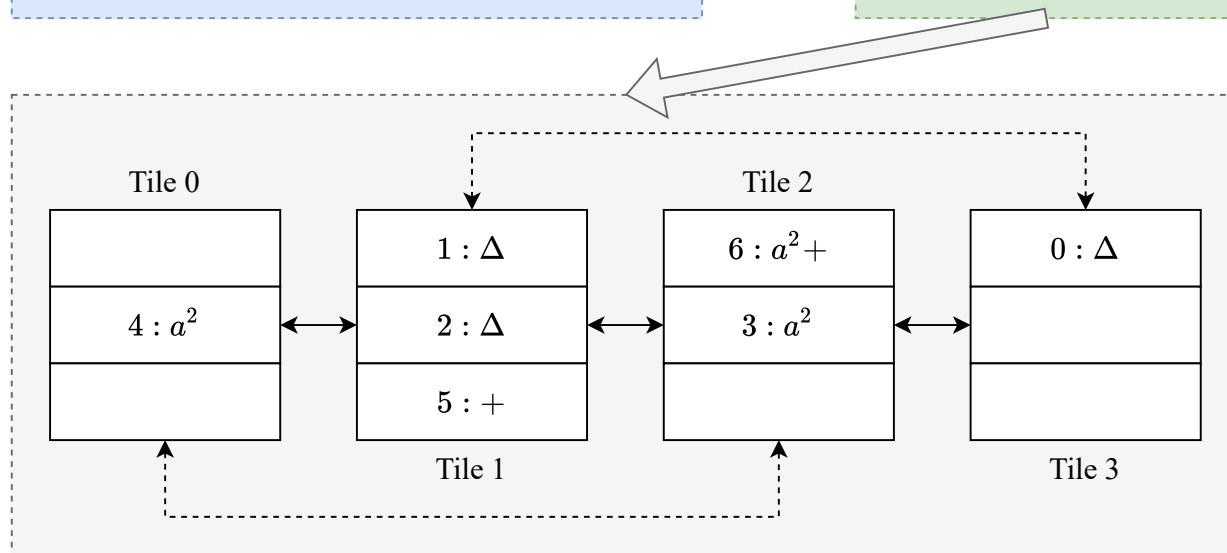 Tile 0
Tile 2
1 : Δ
6 : a²+
0 : Δ
4 : a²
2 : Δ
3 : a²
5 : +
Tile 1
Tile 3